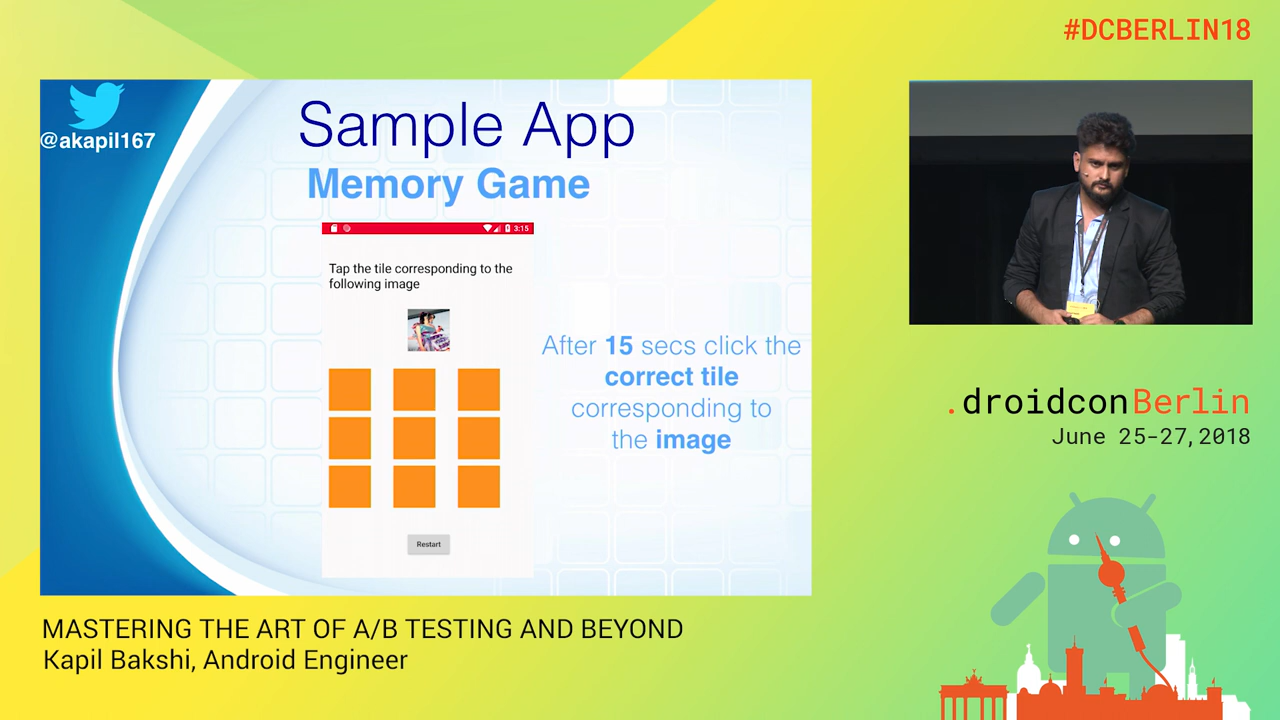 #DCBERLIN18
@akapil167
Sample App
Memory Game
3:15
Tap the tile corresponding to the
following image
After 15 secs click the
correct tile
corresponding to
the image
Restart
.droidconBerlin
June 25-27, 2018
MASTERING THE ART OF A/B TESTING AND BEYOND
Kapil Bakshi, Android Engineer